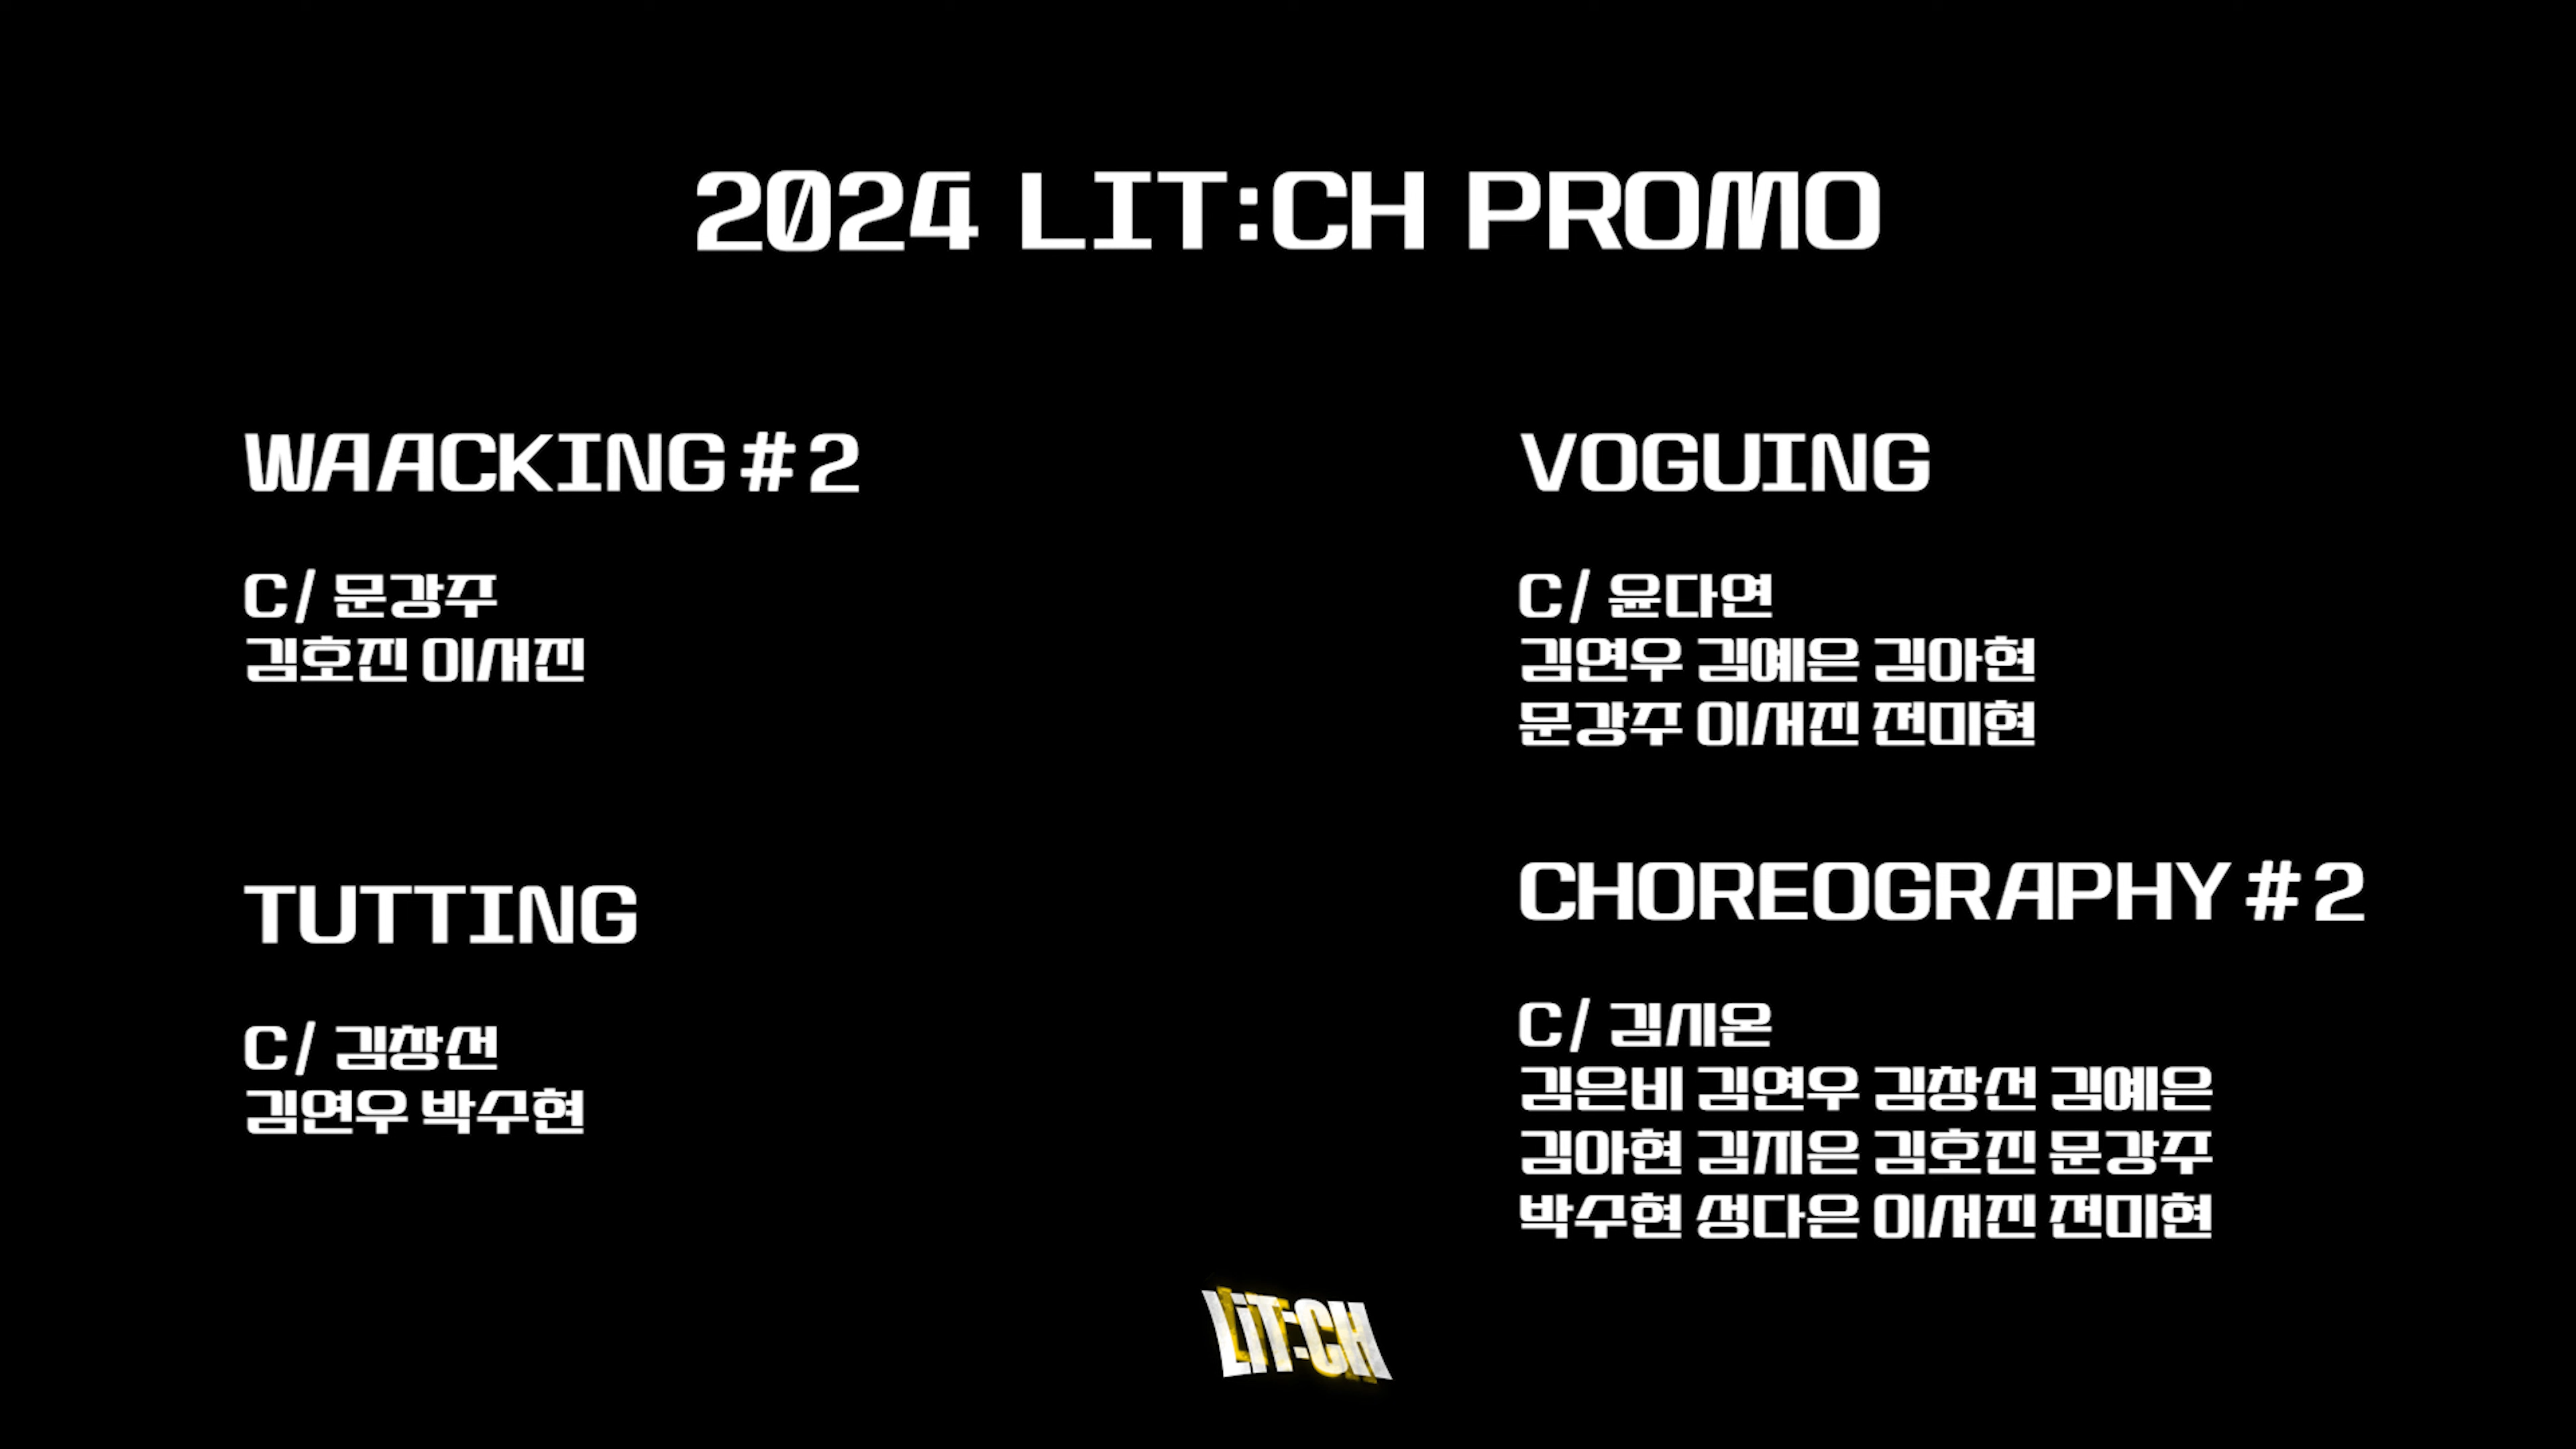 2024 LIT:CH PROMO
WAACKING#2
C/ 문강주
김호진 이서진
VOGUING
C/ 윤다연
김연우 김예은 김아현
문강주 이서진 전미현
TUTTING
C/ 김창선
김연우 박수현
CHOREOGRAPHY#2
C/ 김시온
김은비 김연우 김창선 김예은
김아현 김지은 김호진 문강주
박수현 성다은 이서진 전미현
LiT:CH